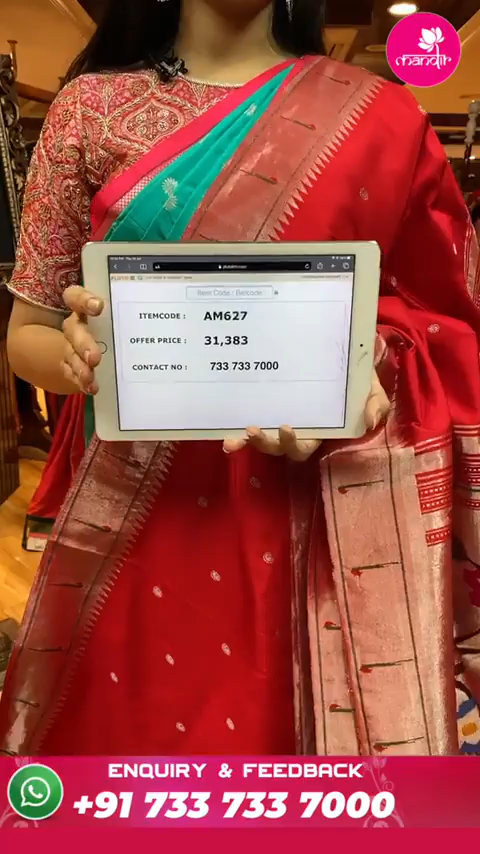 mandir
Item Code / Barcode
ITEMCODE : AM627
OFFER PRICE : 31,383
CONTACT NO : 733 733 7000
ENQUIRY & FEEDBACK
+91 733 733 7000